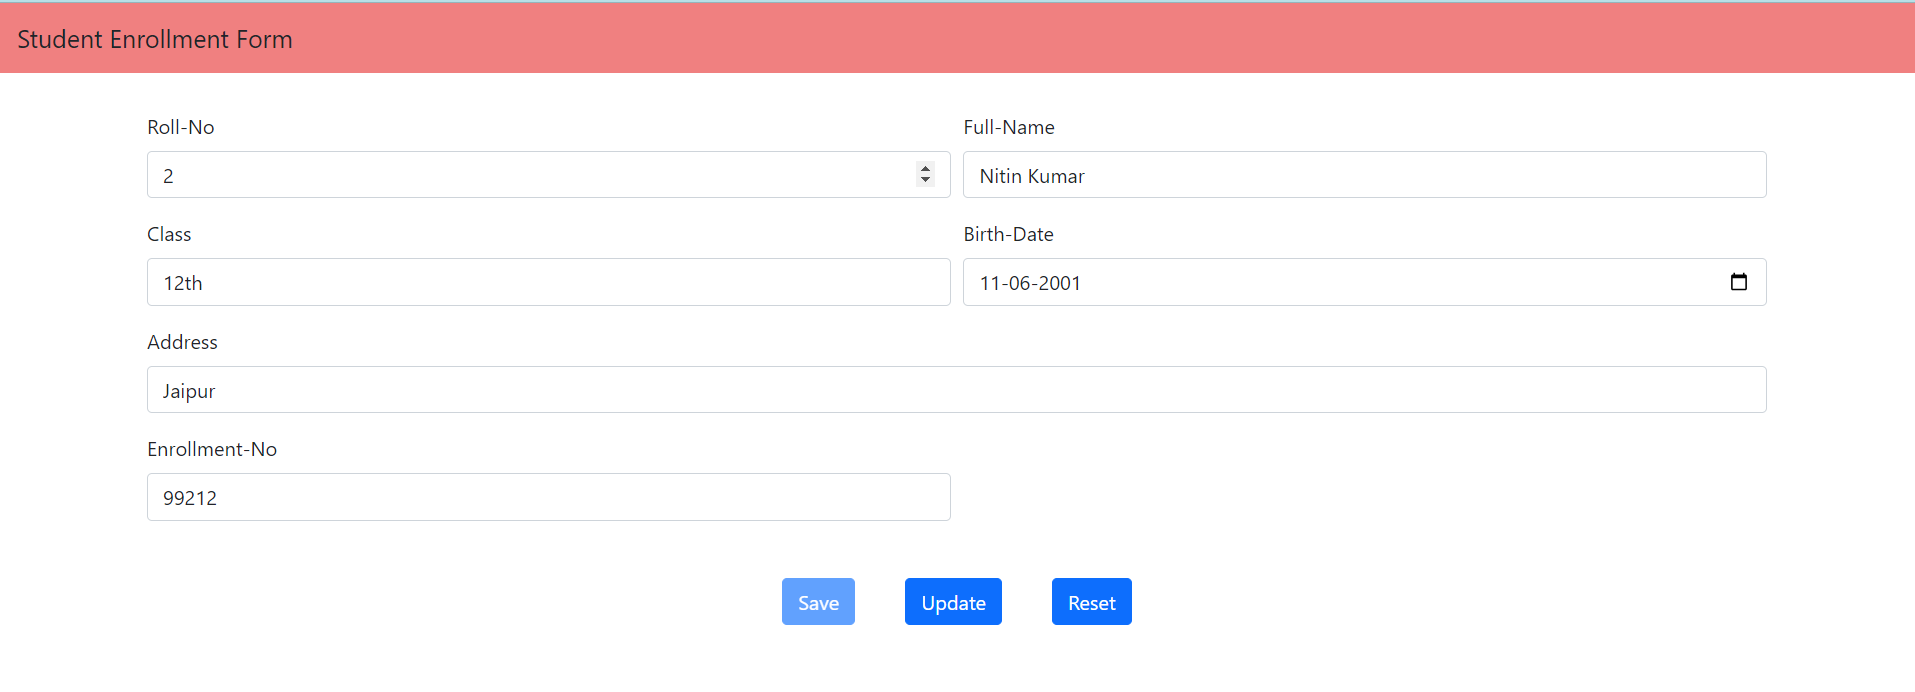 Student Enrollment Form
Roll-No
Full-Name
2
Nitin Kumar
Class
Birth-Date
12th
11-06-2001
Address
Jaipur
Enrollment-No
99212
Save
Update
Reset